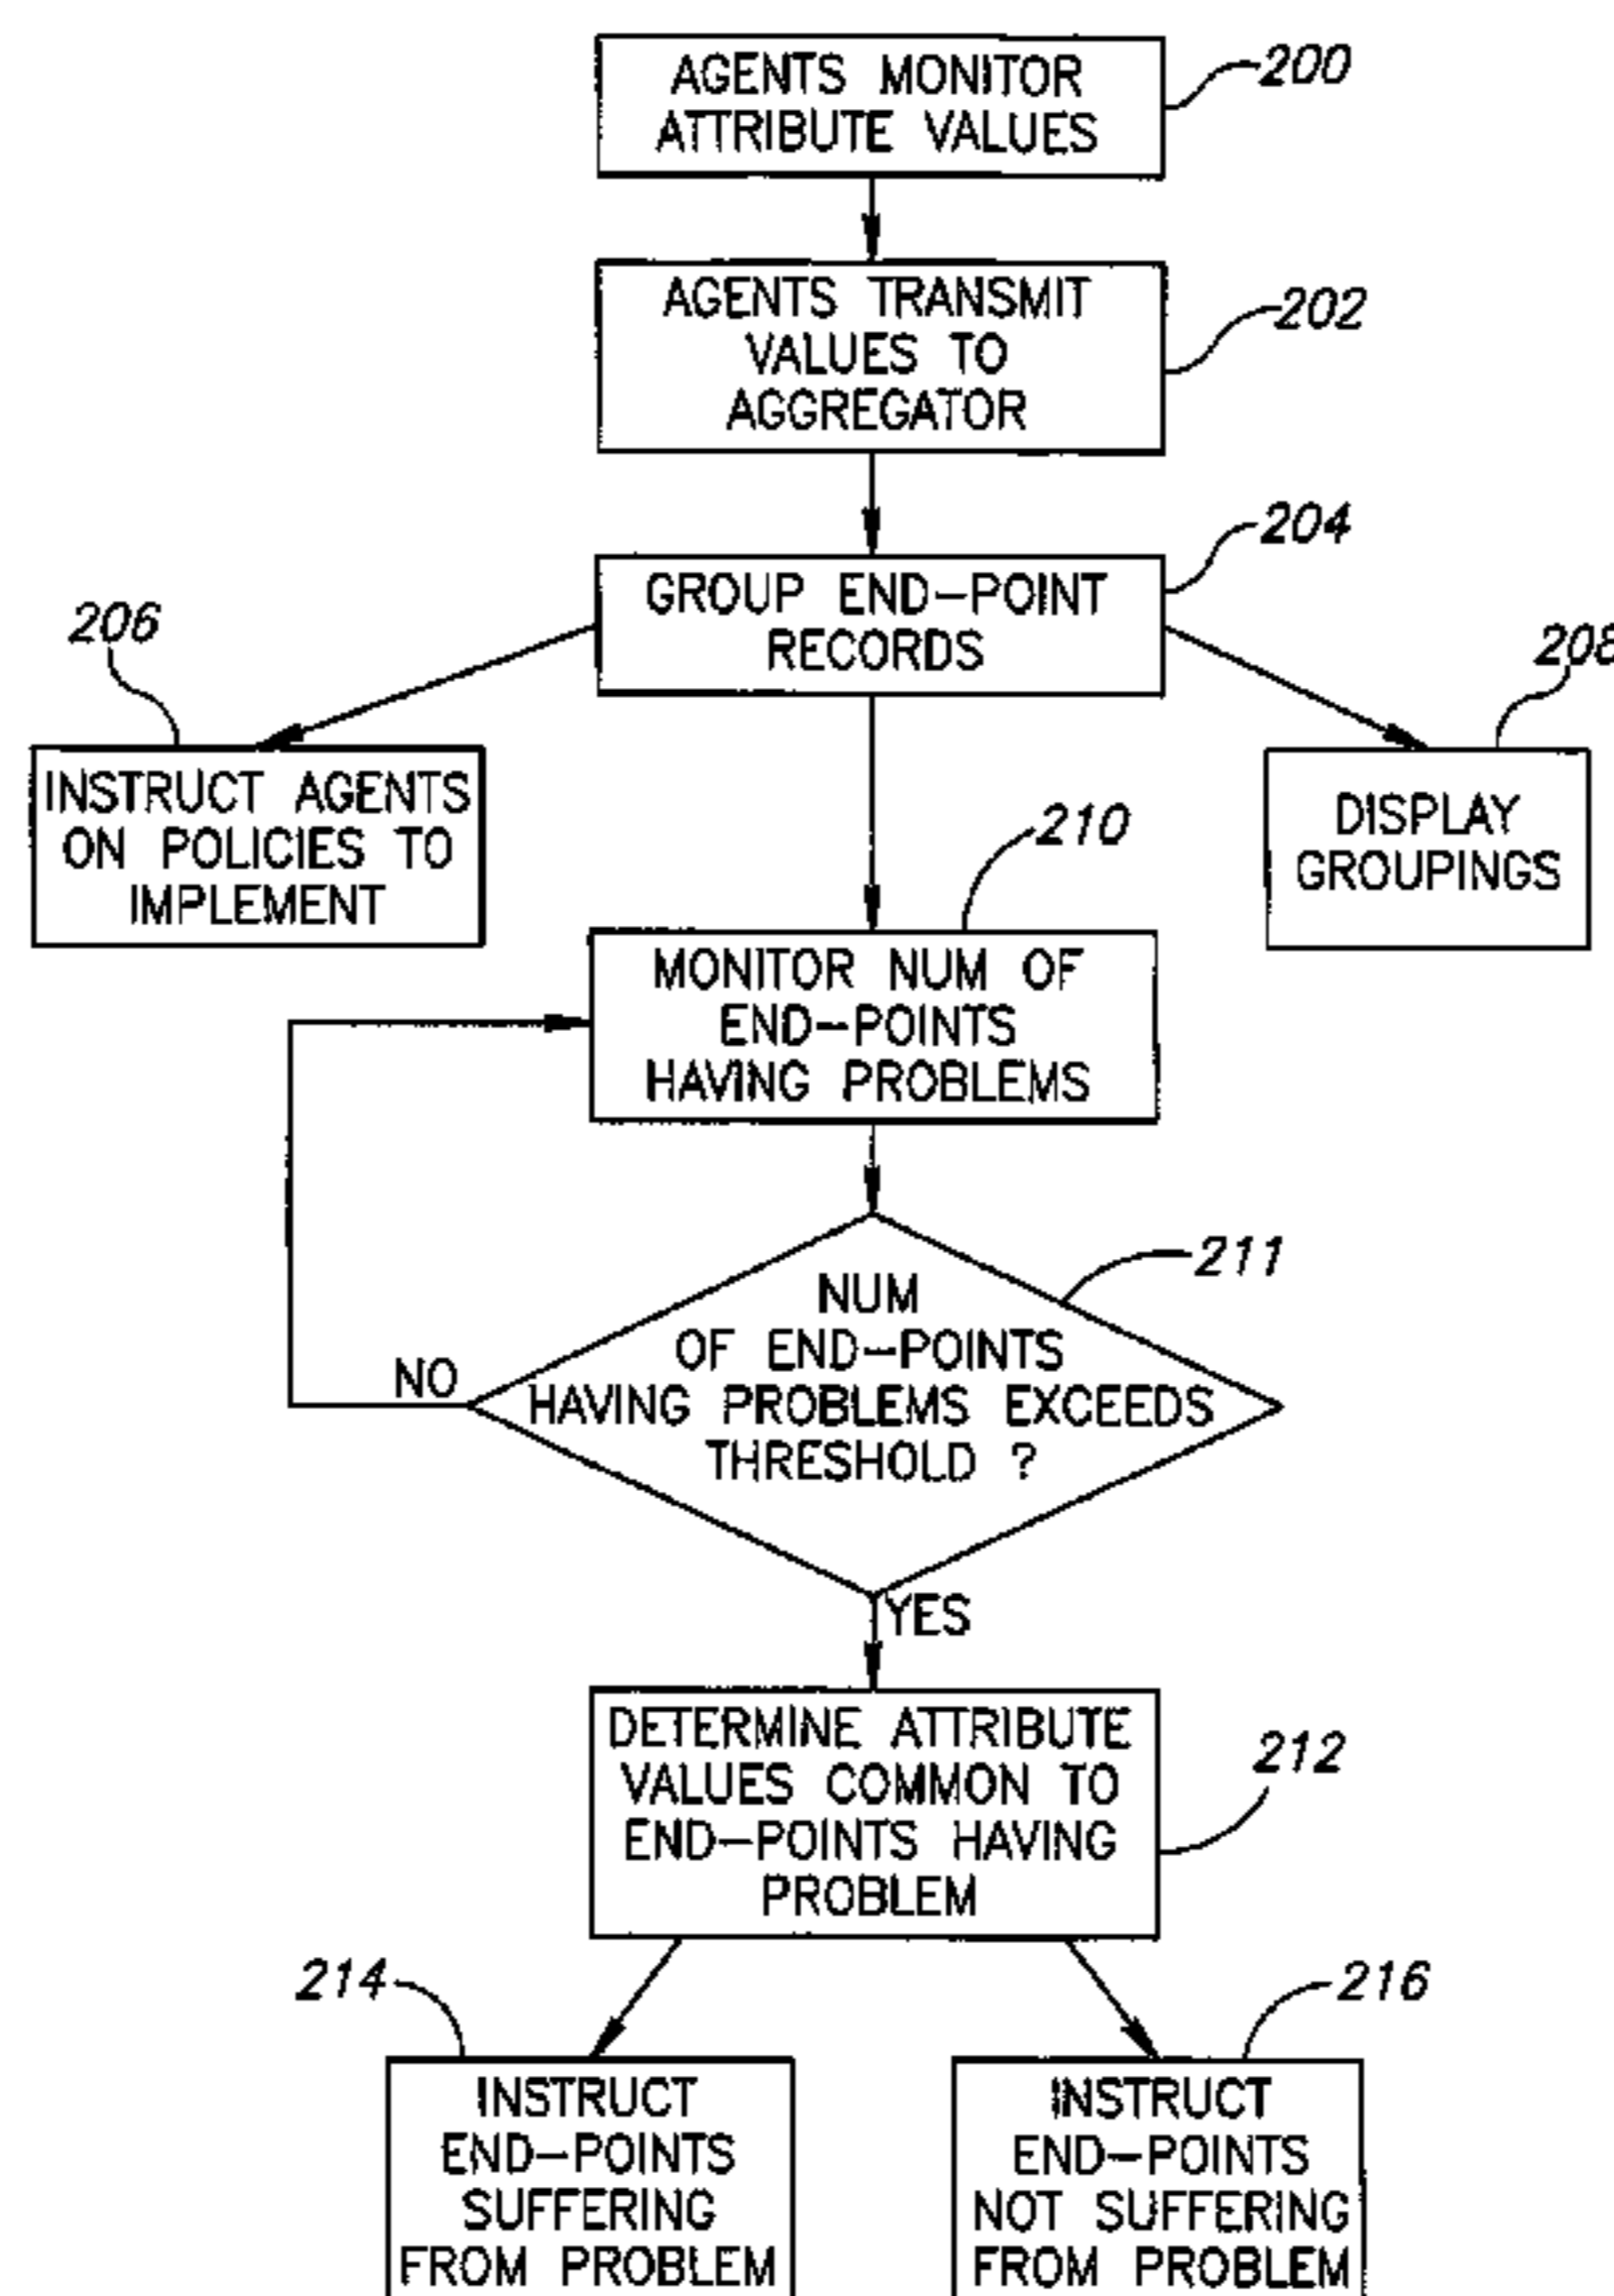 AGENTS MONITOR
ATTRIBUTE VALUES
200
AGENTS TRANSMIT
VALUES TO
AGGREGATOR
202
GROUP END-POINT
RECORDS
204
206
INSTRUCT AGENTS
ON POLICIES TO
IMPLEMENT
208
DISPLAY
GROUPINGS
210
MONITOR NUM OF
END-POINTS
HAVING PROBLEMS
211
NUM
OF END-POINTS
HAVING PROBLEMS EXCEEDS
THRESHOLD ?
NO
YES
DETERMINE ATTRIBUTE
VALUES COMMON TO
END-POINTS HAVING
PROBLEM
212
214
INSTRUCT
END-POINTS
SUFFERING
FROM PROBLEM
216
INSTRUCT
END-POINTS
NOT SUFFERING
FROM PROBLEM